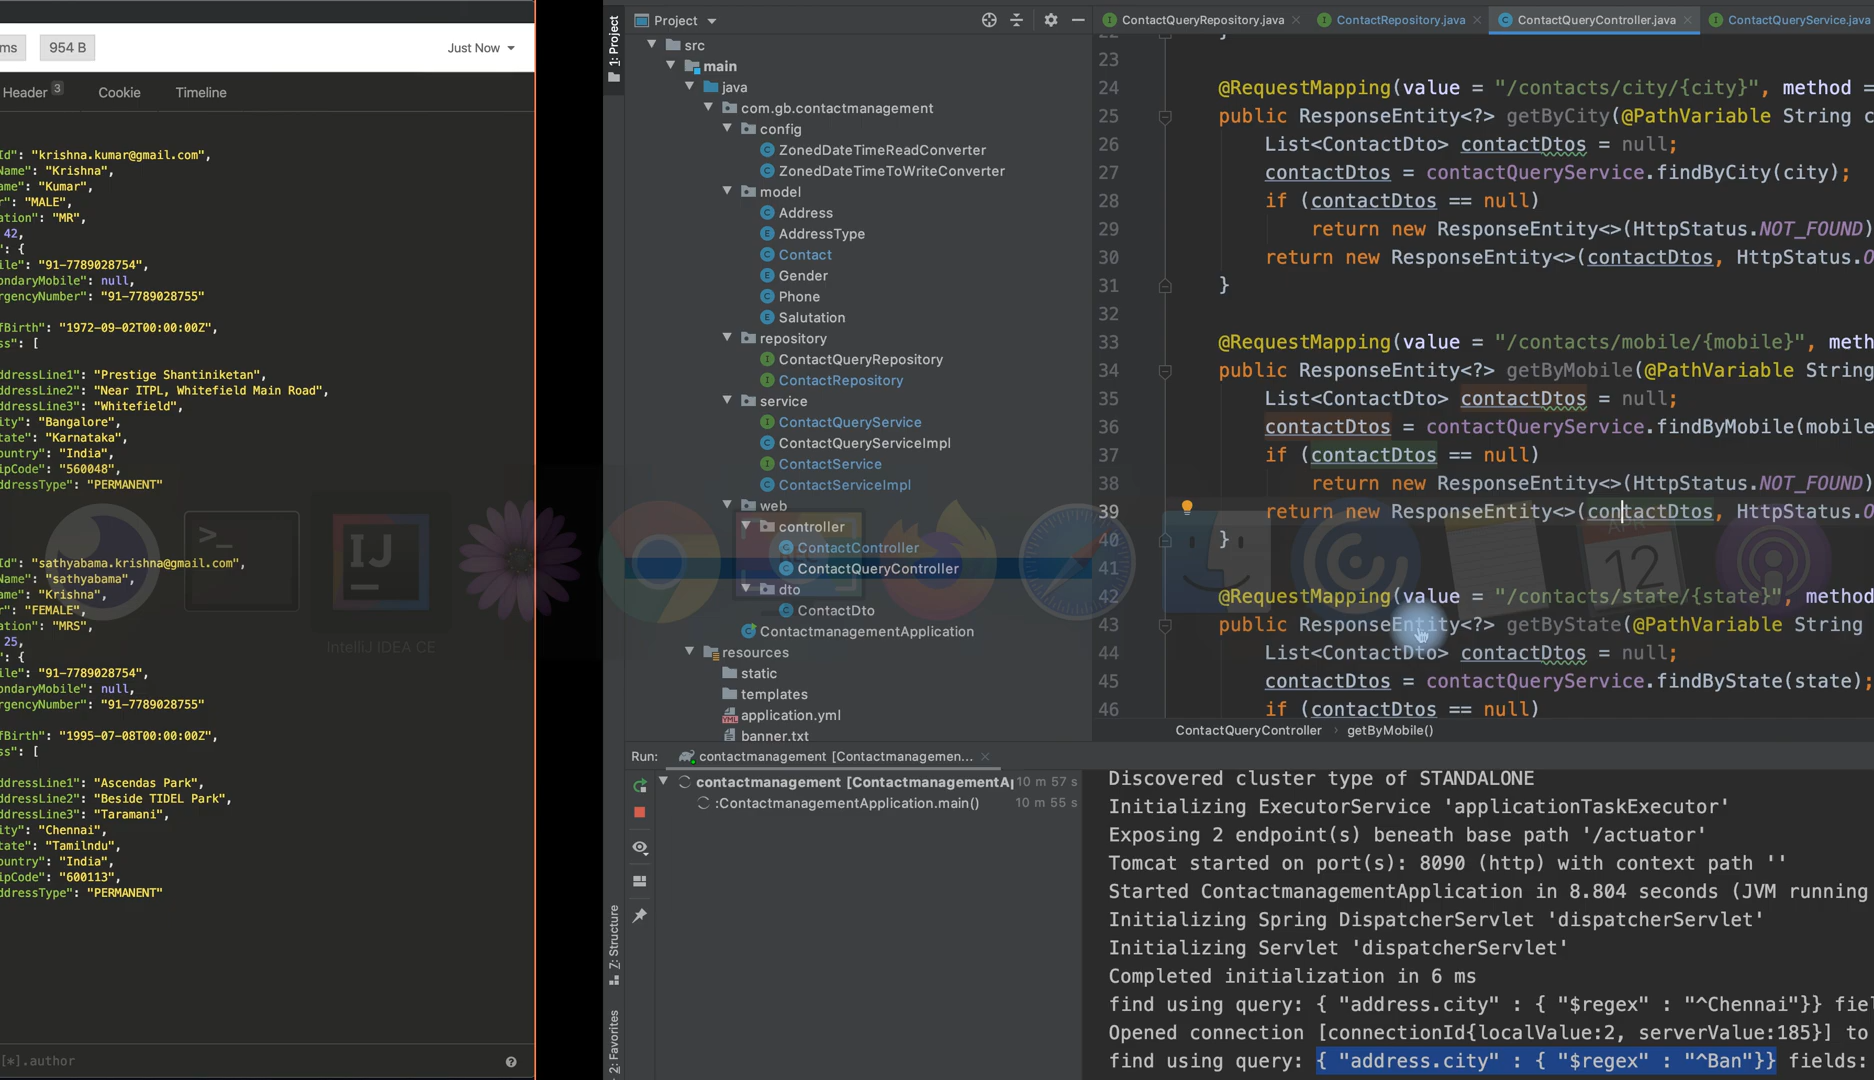 ms
954 B
Just Now
Header 3
Cookie
Timeline
Id": "krishna.kumar@gmail.com",
Name": "Krishna",
ame": "Kumar",
r": "MALE",
ation": "MR",
42,
": {
ile": "91-7789028754",
ondaryMobile": null,
rgencyNumber": "91-7789028755"
fBirth": "1972-09-02T00:00:00Z",
ss": [
ddressLine1": "Prestige Shantiniketan",
ddressLine2": "Near ITPL, Whitefield Main Road",
ddressLine3": "Whitefield",
ity": "Bangalore",
tate": "Karnataka",
ountry": "India",
ipCode": "560048",
ddressType": "PERMANENT"
Id": "sathyabama.krishna@gmail.com",
Name": "sathyabama",
ame": "Krishna",
r": "FEMALE",
ation": "MRS",
25,
": {
ile": "91-7789028754",
ondaryMobile": null,
rgencyNumber": "91-7789028755"
fBirth": "1995-07-08T00:00:00Z",
ss": [
ddressLine1": "Ascendas Park",
ddressLine2": "Beside TIDEL Park",
ddressLine3": "Taramani",
ity": "Chennai",
tate": "Tamilndu",
ountry": "India",
ipCode": "600113",
ddressType": "PERMANENT"
[*].author
>_
IJ
IntelliJ IDEA CE
12
1: Project
Z: Structure
2: Favorites
Project
src
main
java
com.gb.contactmanagement
config
ZonedDateTimeReadConverter
ZonedDateTimeToWriteConverter
model
Address
AddressType
Contact
Gender
Phone
Salutation
repository
ContactQueryRepository
ContactRepository
service
ContactQueryService
ContactQueryServiceImpl
ContactService
ContactServiceImpl
web
controller
ContactController
ContactQueryController
dto
ContactDto
ContactmanagementApplication
resources
static
templates
application.yml
banner.txt
ContactQueryRepository.java
ContactRepository.java
ContactQueryController.java
ContactQueryService.java
22 }
23
24 @RequestMapping(value = "/contacts/city/{city}", method =
25 public ResponseEntity<?> getByCity(@PathVariable String c
26 List<ContactDto> contactDtos = null;
27 contactDtos = contactQueryService.findByCity(city);
28 if (contactDtos == null)
29 return new ResponseEntity<>(HttpStatus.NOT_FOUND)
30 return new ResponseEntity<>(contactDtos, HttpStatus.O
31 }
32
33 @RequestMapping(value = "/contacts/mobile/{mobile}", meth
34 public ResponseEntity<?> getByMobile(@PathVariable String
35 List<ContactDto> contactDtos = null;
36 contactDtos = contactQueryService.findByMobile(mobile
37 if (contactDtos == null)
38 return new ResponseEntity<>(HttpStatus.NOT_FOUND)
39 return new ResponseEntity<>(contactDtos, HttpStatus.O
40 }
41
42 @RequestMapping(value = "/contacts/state/{state}", method
43 public ResponseEntity<?> getByState(@PathVariable String
44 List<ContactDto> contactDtos = null;
45 contactDtos = contactQueryService.findByState(state);
46 if (contactDtos == null)
ContactQueryController › getByMobile()
Run: contactmanagement [Contactmanagemen...
contactmanagement [ContactmanagementAp 10 m 57 s
:ContactmanagementApplication.main() 10 m 55 s
Discovered cluster type of STANDALONE
Initializing ExecutorService 'applicationTaskExecutor'
Exposing 2 endpoint(s) beneath base path '/actuator'
Tomcat started on port(s): 8090 (http) with context path ''
Started ContactmanagementApplication in 8.804 seconds (JVM running
Initializing Spring DispatcherServlet 'dispatcherServlet'
Initializing Servlet 'dispatcherServlet'
Completed initialization in 6 ms
find using query: { "address.city" : { "$regex" : "^Chennai"}} fiel
Opened connection [connectionId{localValue:2, serverValue:185}] to
find using query: { "address.city" : { "$regex" : "^Ban"}} fields: